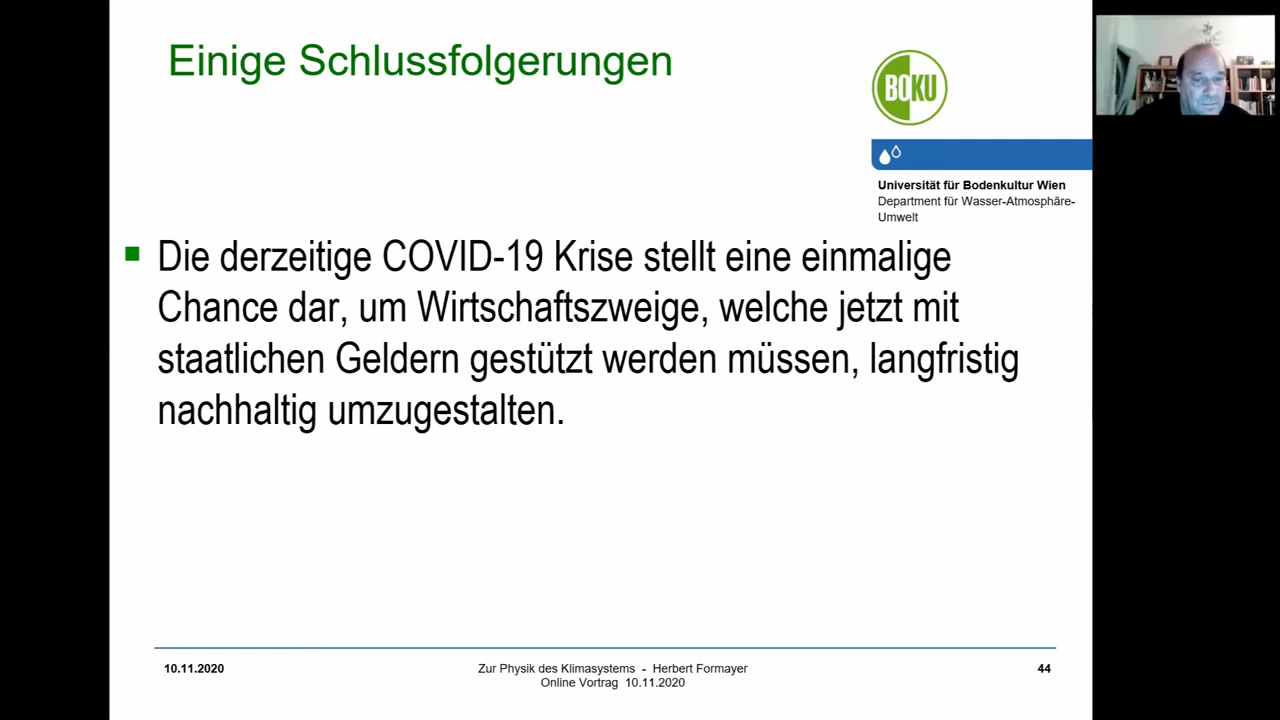 Einige Schlussfolgerungen
BOKU
Universität für Bodenkultur Wien
Department für Wasser-Atmosphäre-
Umwelt
Die derzeitige COVID-19 Krise stellt eine einmalige
Chance dar, um Wirtschaftszweige, welche jetzt mit
staatlichen Geldern gestützt werden müssen, langfristig
nachhaltig umzugestalten.
10.11.2020
Zur Physik des Klimasystems - Herbert Formayer
Online Vortrag 10.11.2020
44